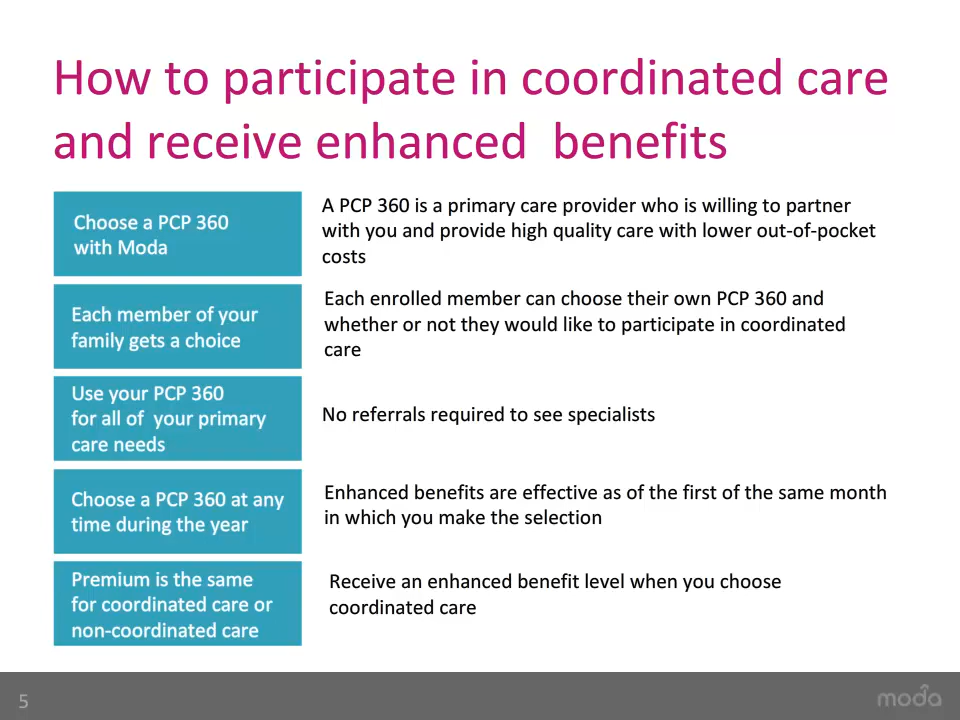 How to participate in coordinated care
and receive enhanced  benefits
Choose a PCP 360
with Moda
A PCP 360 is a primary care provider who is willing to partner
with you and provide high quality care with lower out-of-pocket
costs
Each member of your
family gets a choice
Each enrolled member can choose their own PCP 360 and
whether or not they would like to participate in coordinated
care
Use your PCP 360
for all of  your primary
care needs
No referrals required to see specialists
Choose a PCP 360 at any
time during the year
Enhanced benefits are effective as of the first of the same month
in which you make the selection
Premium is the same
for coordinated care or
non-coordinated care
Receive an enhanced benefit level when you choose
coordinated care
5
moda